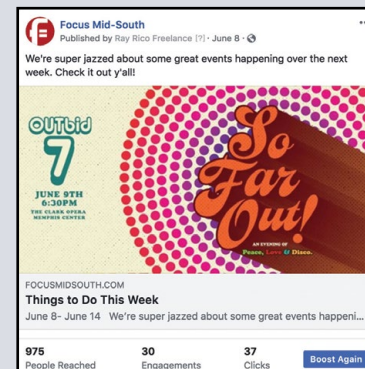 Focus Mid-South
Published by Ray Rico Freelance [?] · June 8 ·
We're super jazzed about some great events happening over the next
week. Check it out y'all!
OUTbid
7
JUNE 9TH
6:30PM
THE CLARK OPERA
MEMPHIS CENTER
So
Far
Out!
AN EVENING OF
Peace, Love & Disco.
FOCUSMIDSOUTH.COM
Things to Do This Week
June 8- June 14 We're super jazzed about some great events happeni...
975
People Reached
30
Engagements
37
Clicks
Boost Again